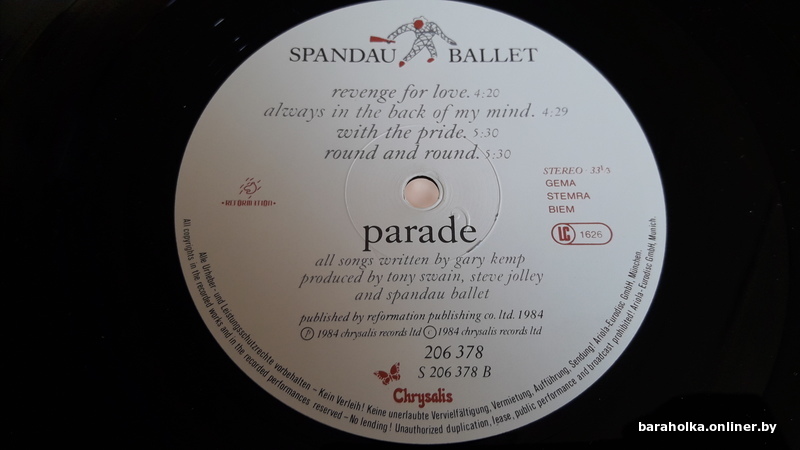 SPANDAU BALLET
revenge for love. 4:20
always in the back of my mind. 4:29
with the pride. 5:30
round and round. 5:30
STEREO 33⅓
GEMA
STEMRA
BIEM
LC 1626
REFORMATION
parade
all songs written by gary kemp
produced by tony swain, steve jolley
and spandau ballet
published by reformation publishing co. ltd. 1984
Ⓟ 1984 chrysalis records ltd Ⓒ 1984 chrysalis records ltd
206 378
S 206 378 B
Chrysalis
Alle Urheber- und Leistungsschutzrechte vorbehalten – Kein Verleih! Keine unerlaubte Vervielfältigung, Vermietung, Aufführung, Sendung! Ariola-Eurodisc GmbH, München.
All copyrights in the recorded works and in the recorded performances reserved – No lending! Unauthorized duplication, lease, public performance and broadcast prohibited! Ariola-Eurodisc GmbH, Munich.
baraholka.onliner.by